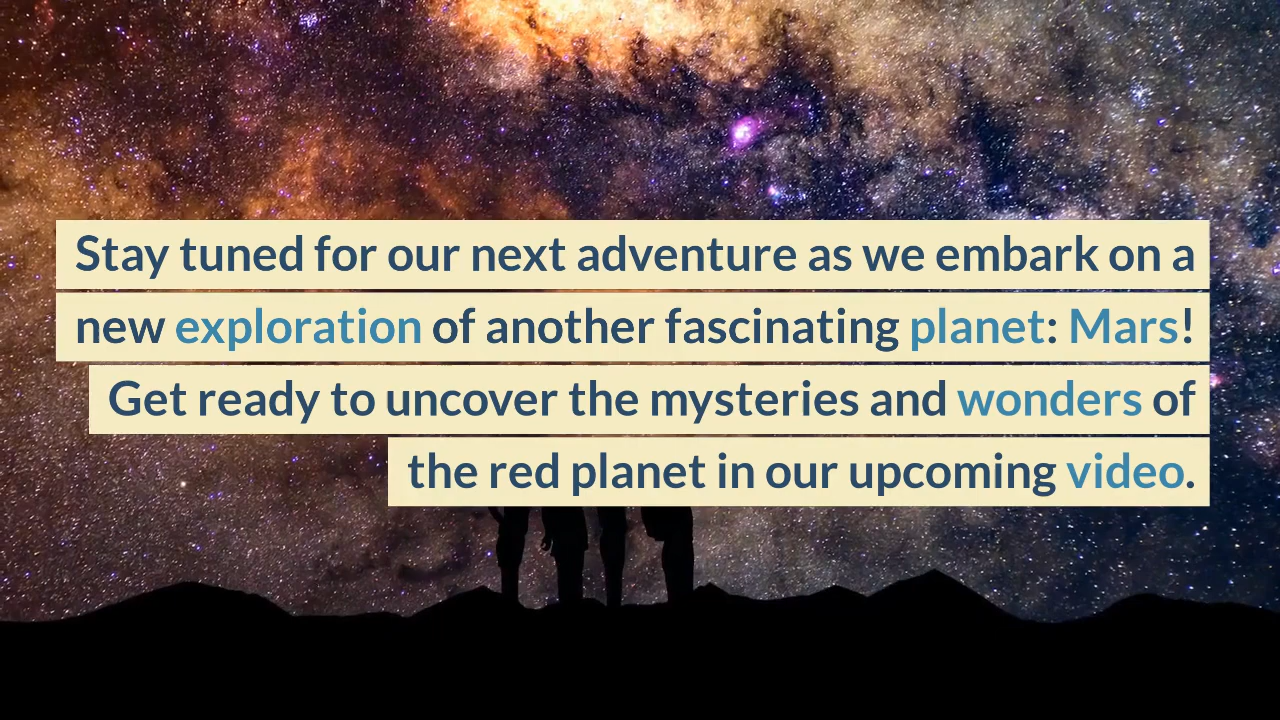 Stay tuned for our next adventure as we embark on a
new exploration of another fascinating planet: Mars!
Get ready to uncover the mysteries and wonders of
the red planet in our upcoming video.